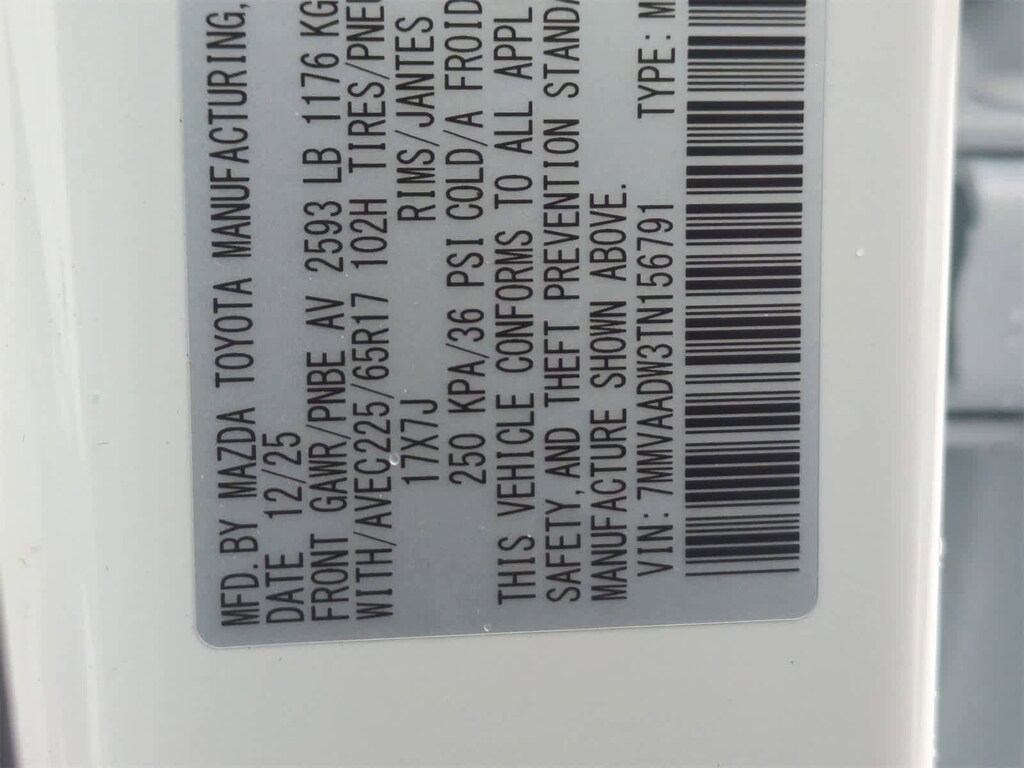 MFD. BY MAZDA TOYOTA MANUFACTURING,
DATE 12/25
FRONT GAWR/PNBE AV 2593 LB 1176 KG
WITH/AVEC225/65R17 102H TIRES/PNEU
17X7J RIMS/JANTES
250 KPA/36 PSI COLD/A FROID
THIS VEHICLE CONFORMS TO ALL APPL
SAFETY, AND THEFT PREVENTION STANDA
MANUFACTURE SHOWN ABOVE.
VIN: 7MMVAADW3TN156791 TYPE: M